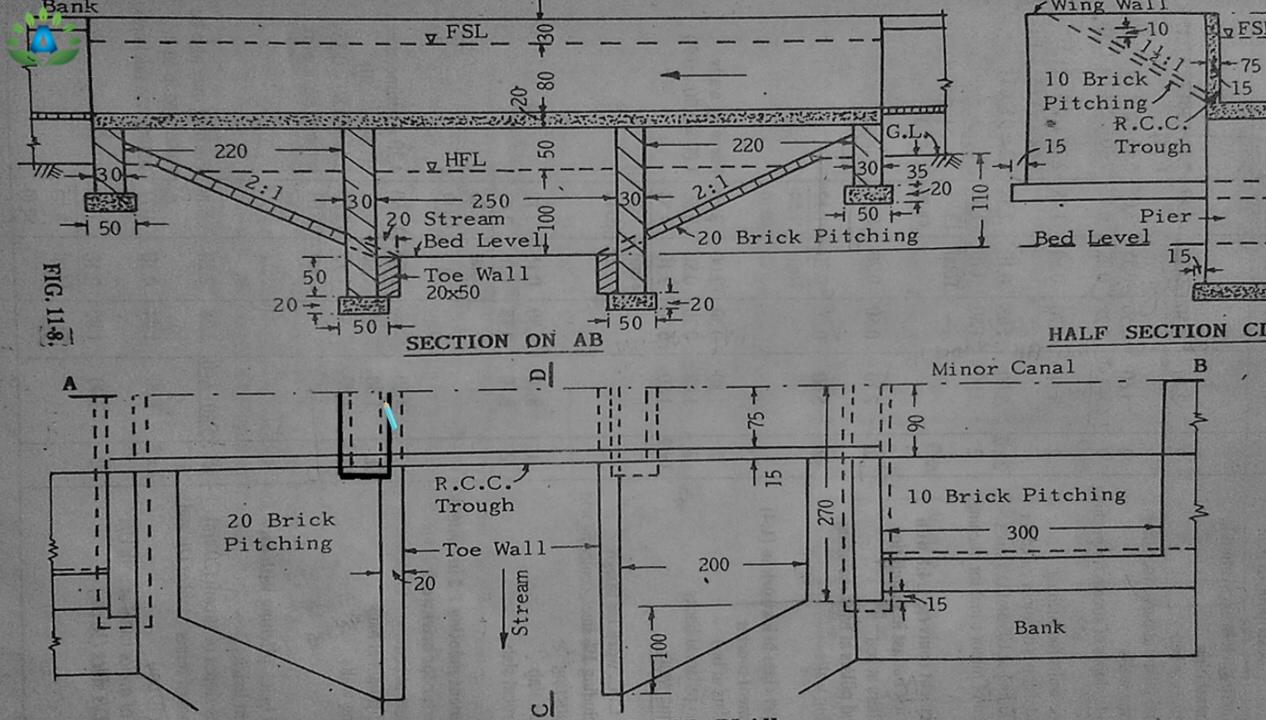 Bank
FSL
30
80
20
220
30
50
2:1
HFL
50
30
250
100
20 Stream
Bed Level
50
Toe Wall
20x50
20
50
30
220
2:1
20 Brick Pitching
20
50
G.L.
30
35
20
50
110
FIG. 11·8.
SECTION ON AB
Wing Wall
10
1½:1
FSL
75
15
10 Brick
Pitching
R.C.C.
Trough
15
Pier
Bed Level
15
HALF SECTION
A
D
Minor Canal
B
75
90
15
R.C.C.
Trough
20 Brick
Pitching
Toe Wall
20
Stream
200
270
100
10 Brick Pitching
300
15
Bank
C